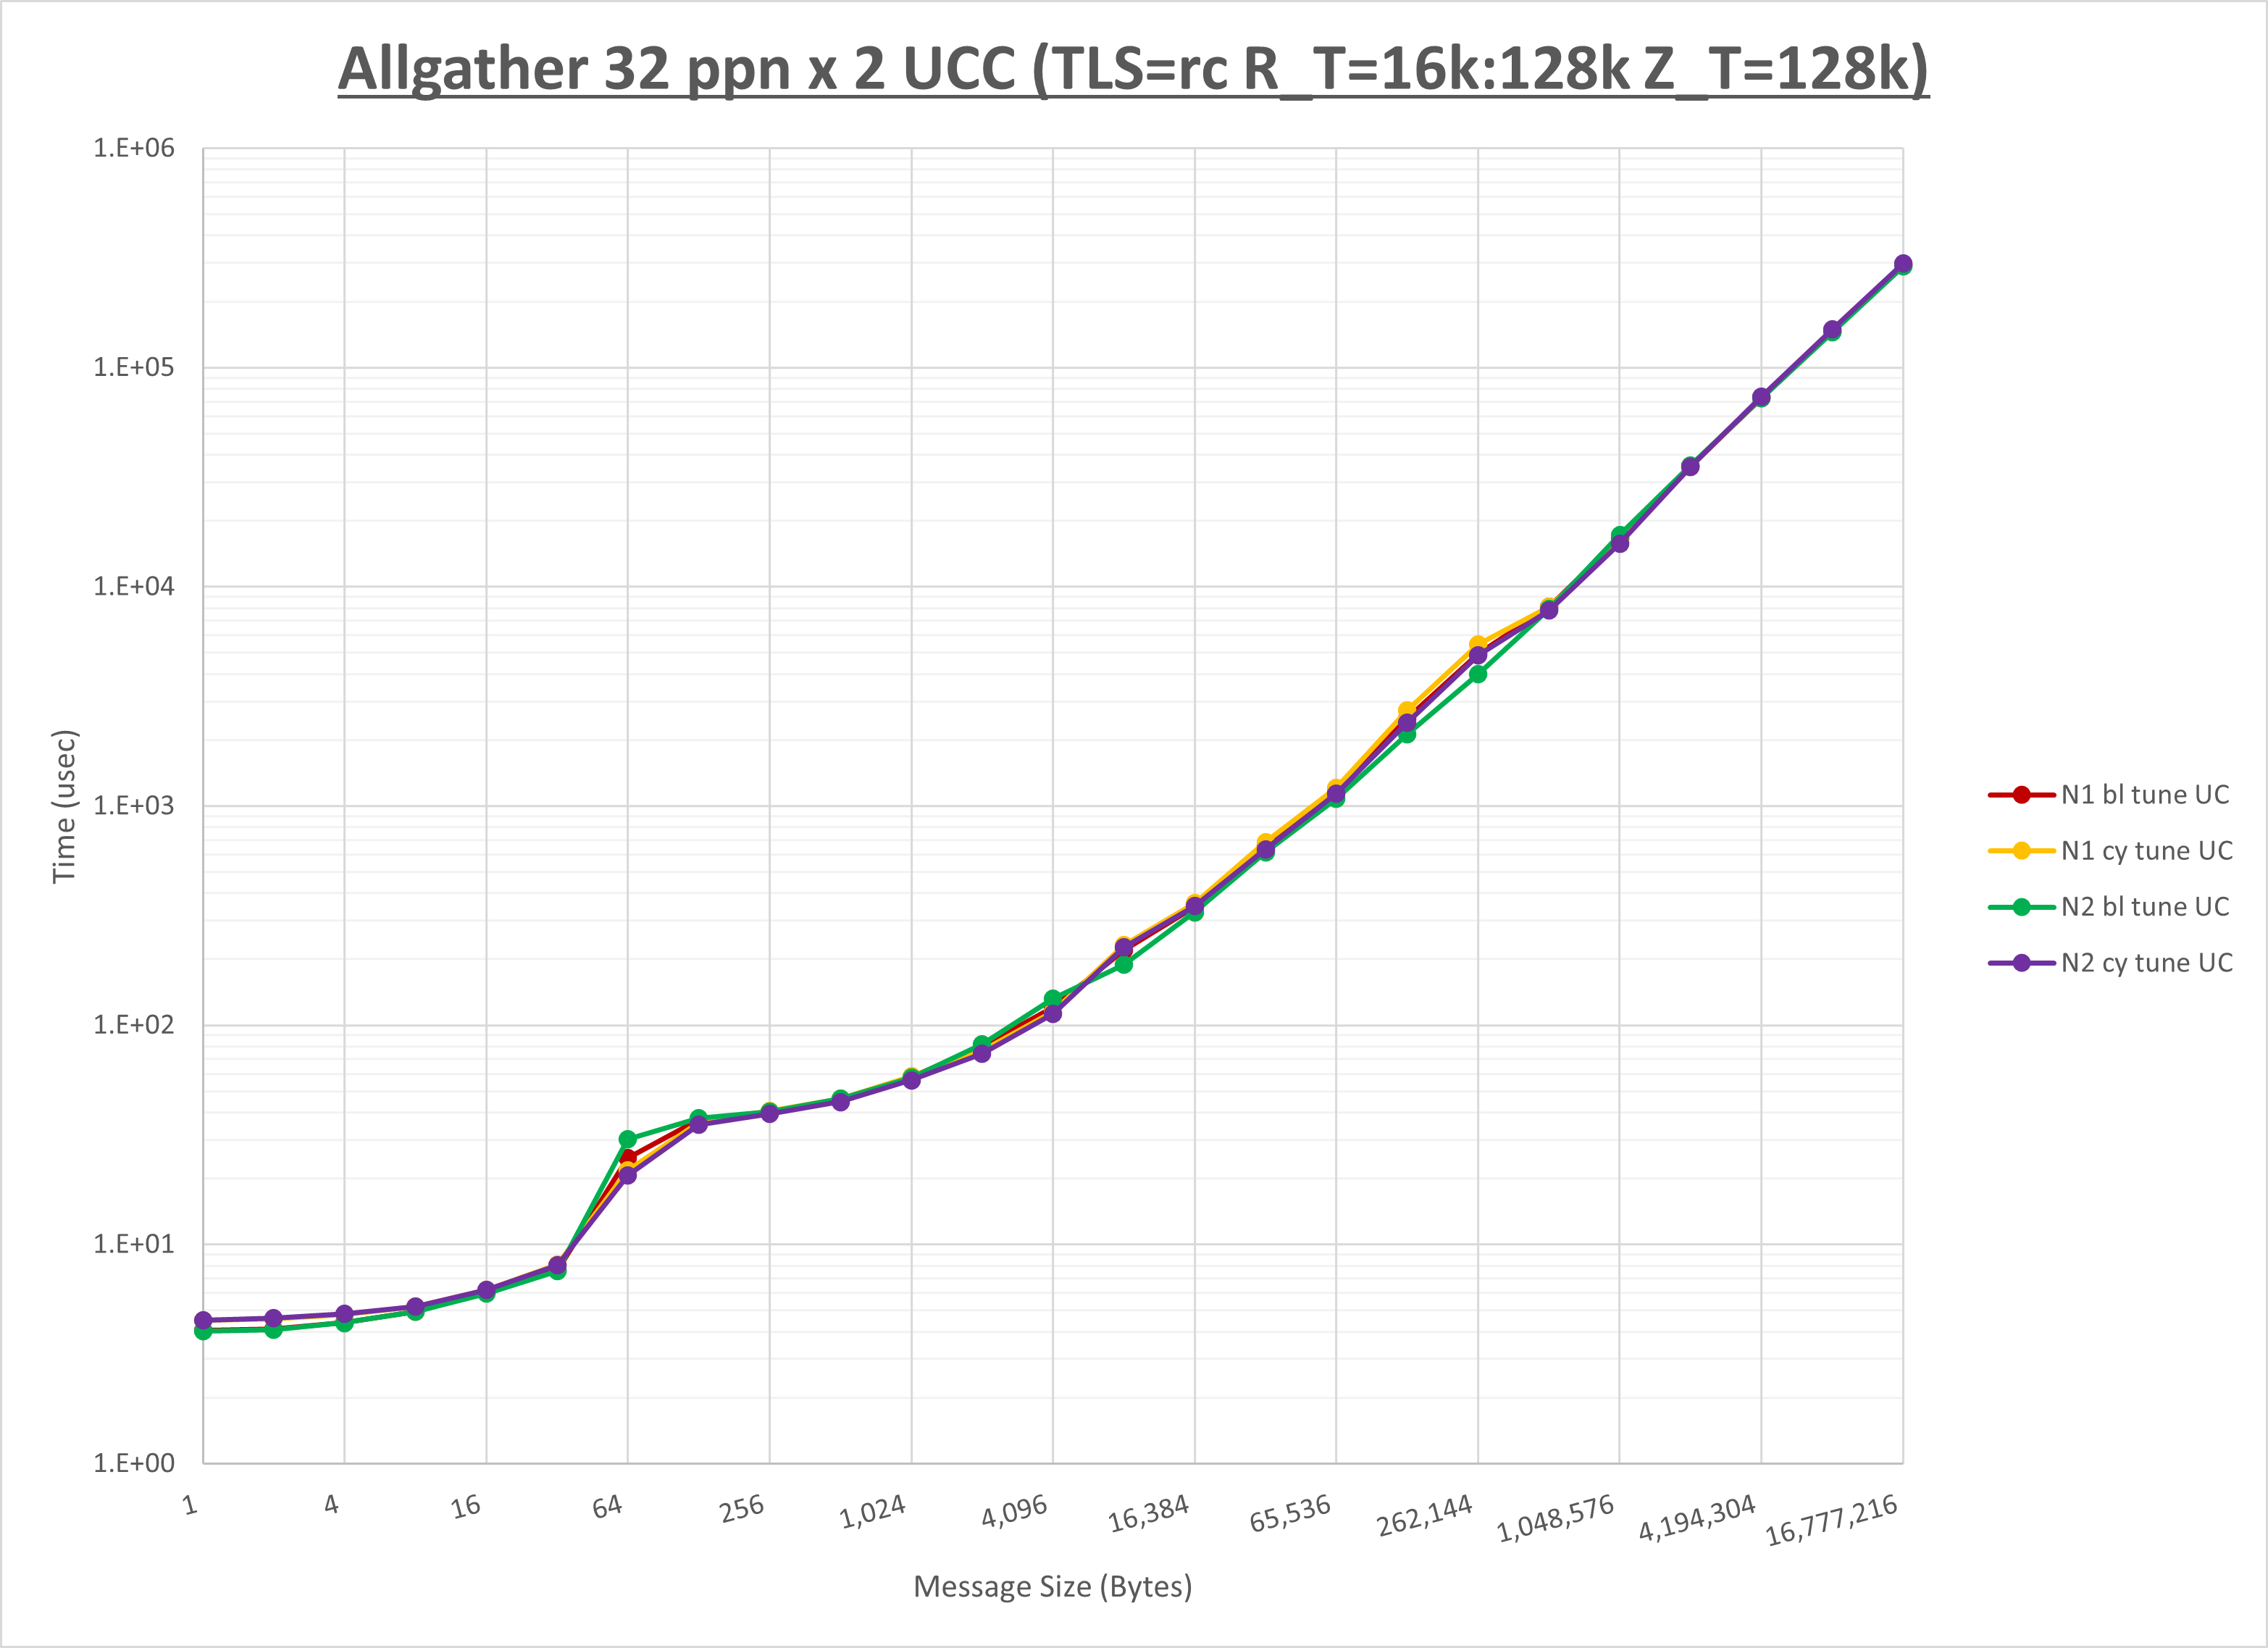 Allgather 32 ppn x 2 UCC (TLS=rc R_T=16k:128k Z_T=128k)
1.E+06
1.E+05
1.E+04
1.E+03
1.E+02
1.E+01
1.E+00
Time (usec)
1
4
16
64
256
1,024
4,096
16,384
65,536
262,144
1,048,576
4,194,304
16,777,216
Message Size (Bytes)
N1 bl tune UC
N1 cy tune UC
N2 bl tune UC
N2 cy tune UC